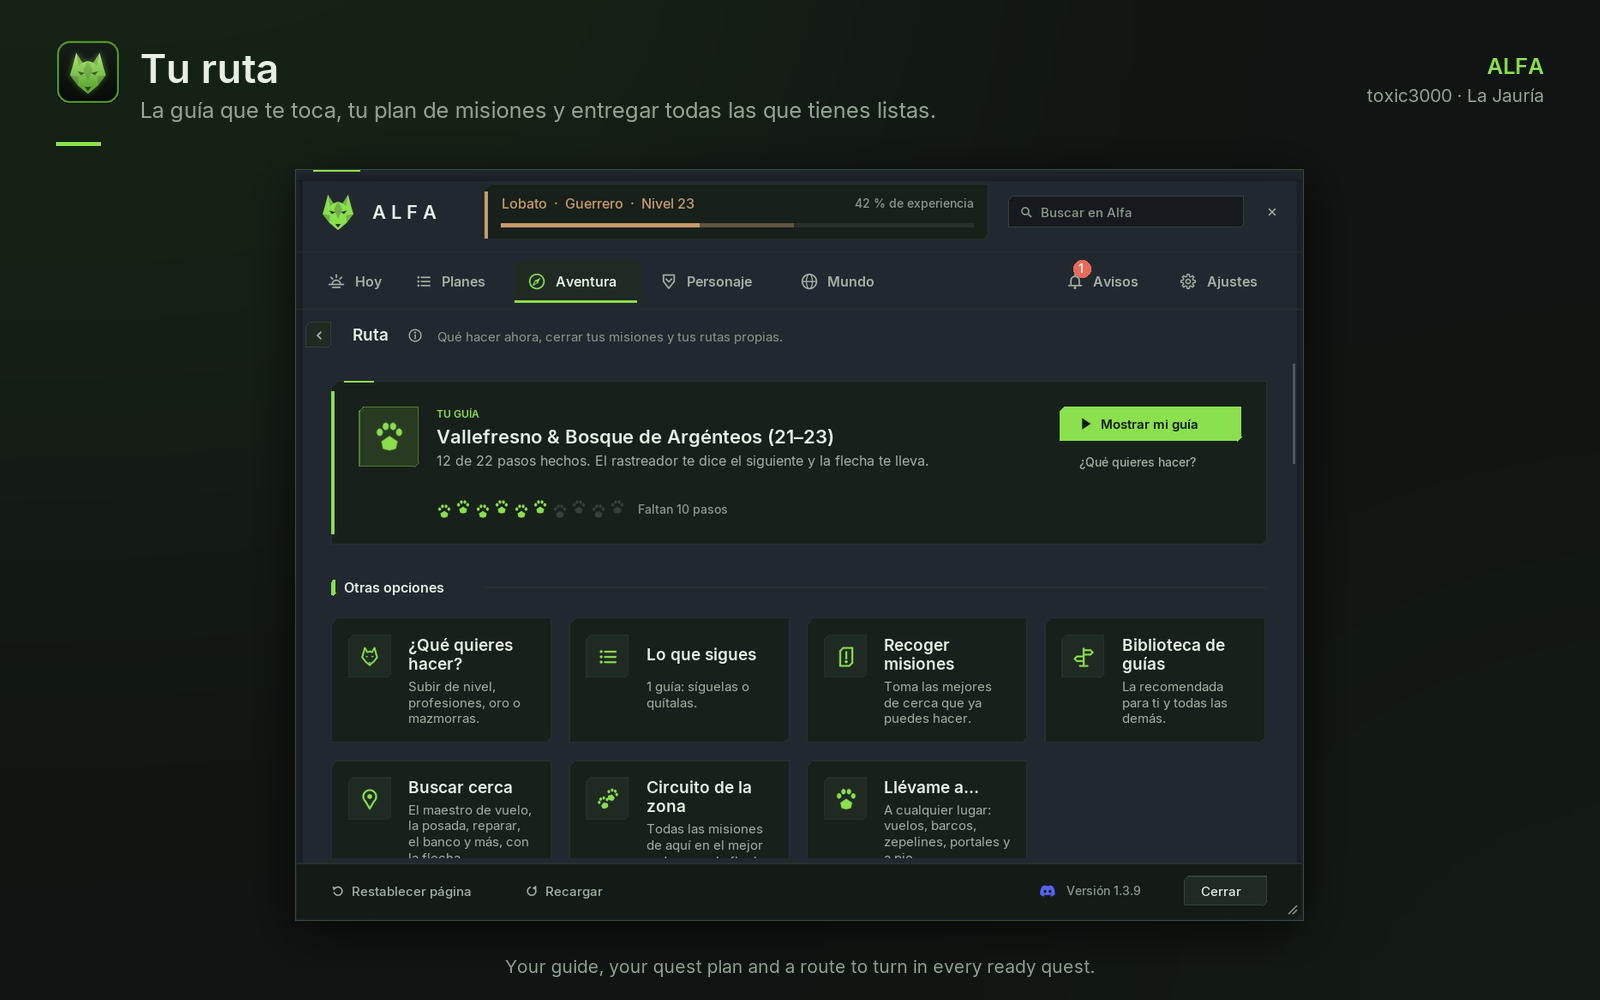 Tu ruta
La guía que te toca, tu plan de misiones y entregar todas las que tienes listas.
ALFA
toxic3000 · La Jauría
ALFA
Lobato · Guerrero · Nivel 23
42 % de experiencia
Buscar en Alfa
Hoy
Planes
Aventura
Personaje
Mundo
1
Avisos
Ajustes
Ruta
Qué hacer ahora, cerrar tus misiones y tus rutas propias.
TU GUÍA
Vallefresno & Bosque de Argénteos (21–23)
12 de 22 pasos hechos. El rastreador te dice el siguiente y la flecha te lleva.
Mostrar mi guía
¿Qué quieres hacer?
Faltan 10 pasos
Otras opciones
¿Qué quieres
hacer?
Subir de nivel,
profesiones, oro o
mazmorras.
Lo que sigues
1 guía: síguelas o
quítalas.
Recoger
misiones
Toma las mejores
de cerca que ya
puedes hacer.
Biblioteca de
guías
La recomendada
para ti y todas las
demás.
Buscar cerca
El maestro de vuelo,
la posada, reparar,
el banco y más, con
la flecha.
Circuito de la
zona
Todas las misiones
de aquí en el mejor
Llévame a...
A cualquier lugar:
vuelos, barcos,
zepelines, portales y
a pie.
Restablecer página
Recargar
Versión 1.3.9
Cerrar
Your guide, your quest plan and a route to turn in every ready quest.